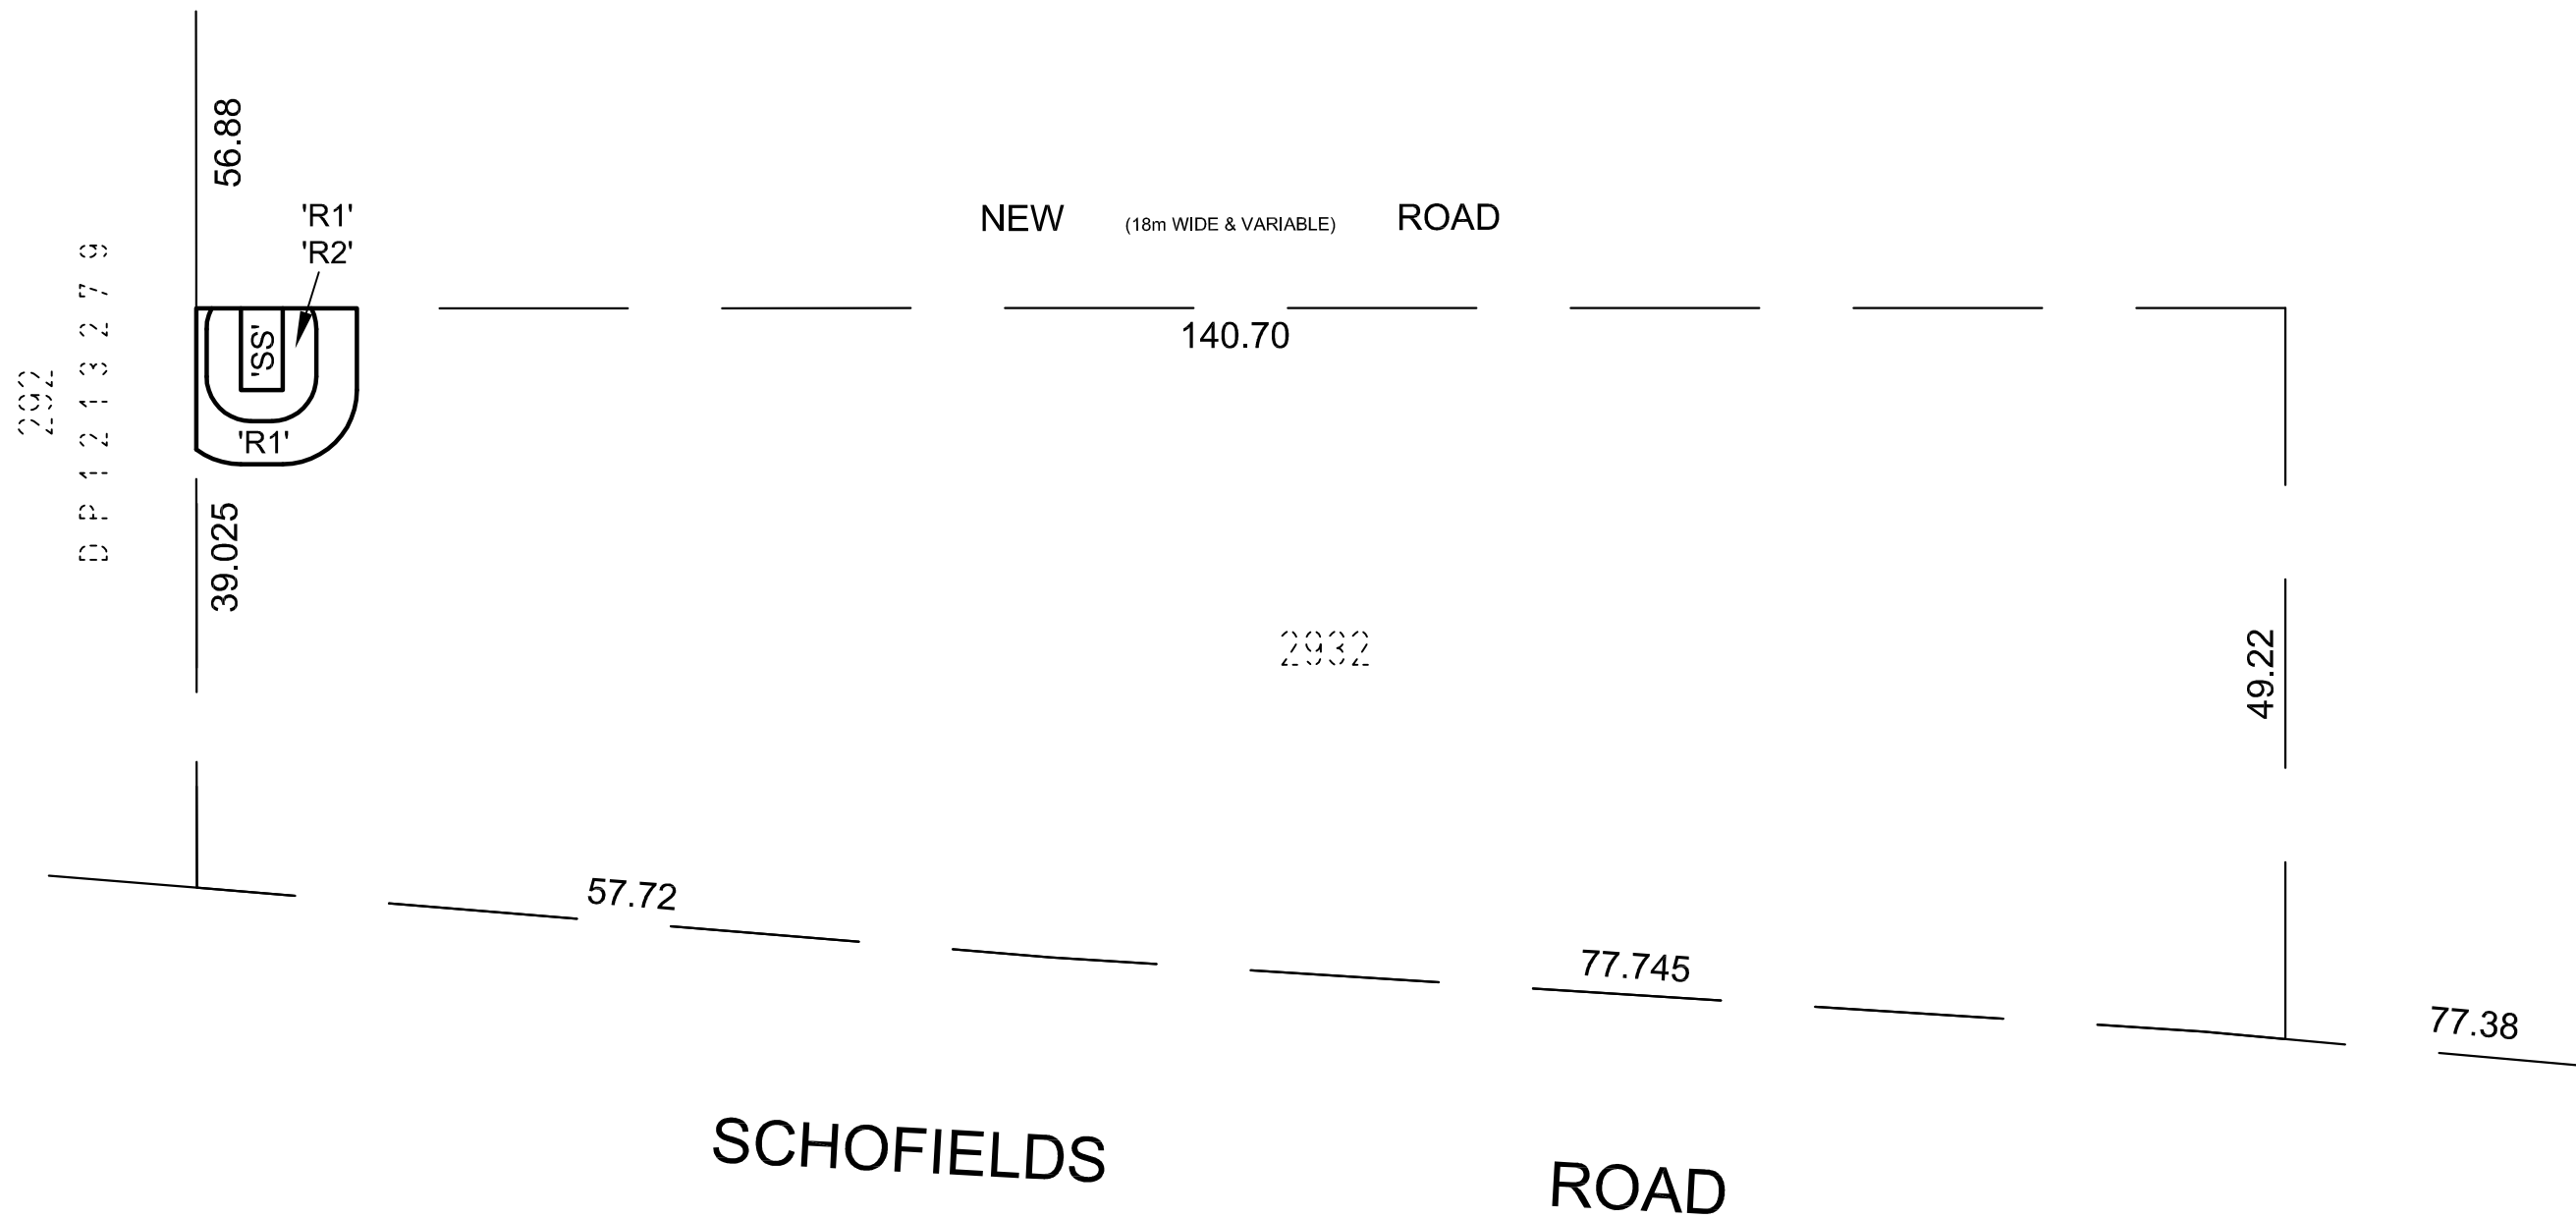 56.88
'R1'
'R2'
NEW (18m WIDE & VARIABLE) ROAD
140.70
'SS'
'R1'
292
DP1213279
39.025
2932
49.22
57.72
77.745
77.38
SCHOFIELDS ROAD